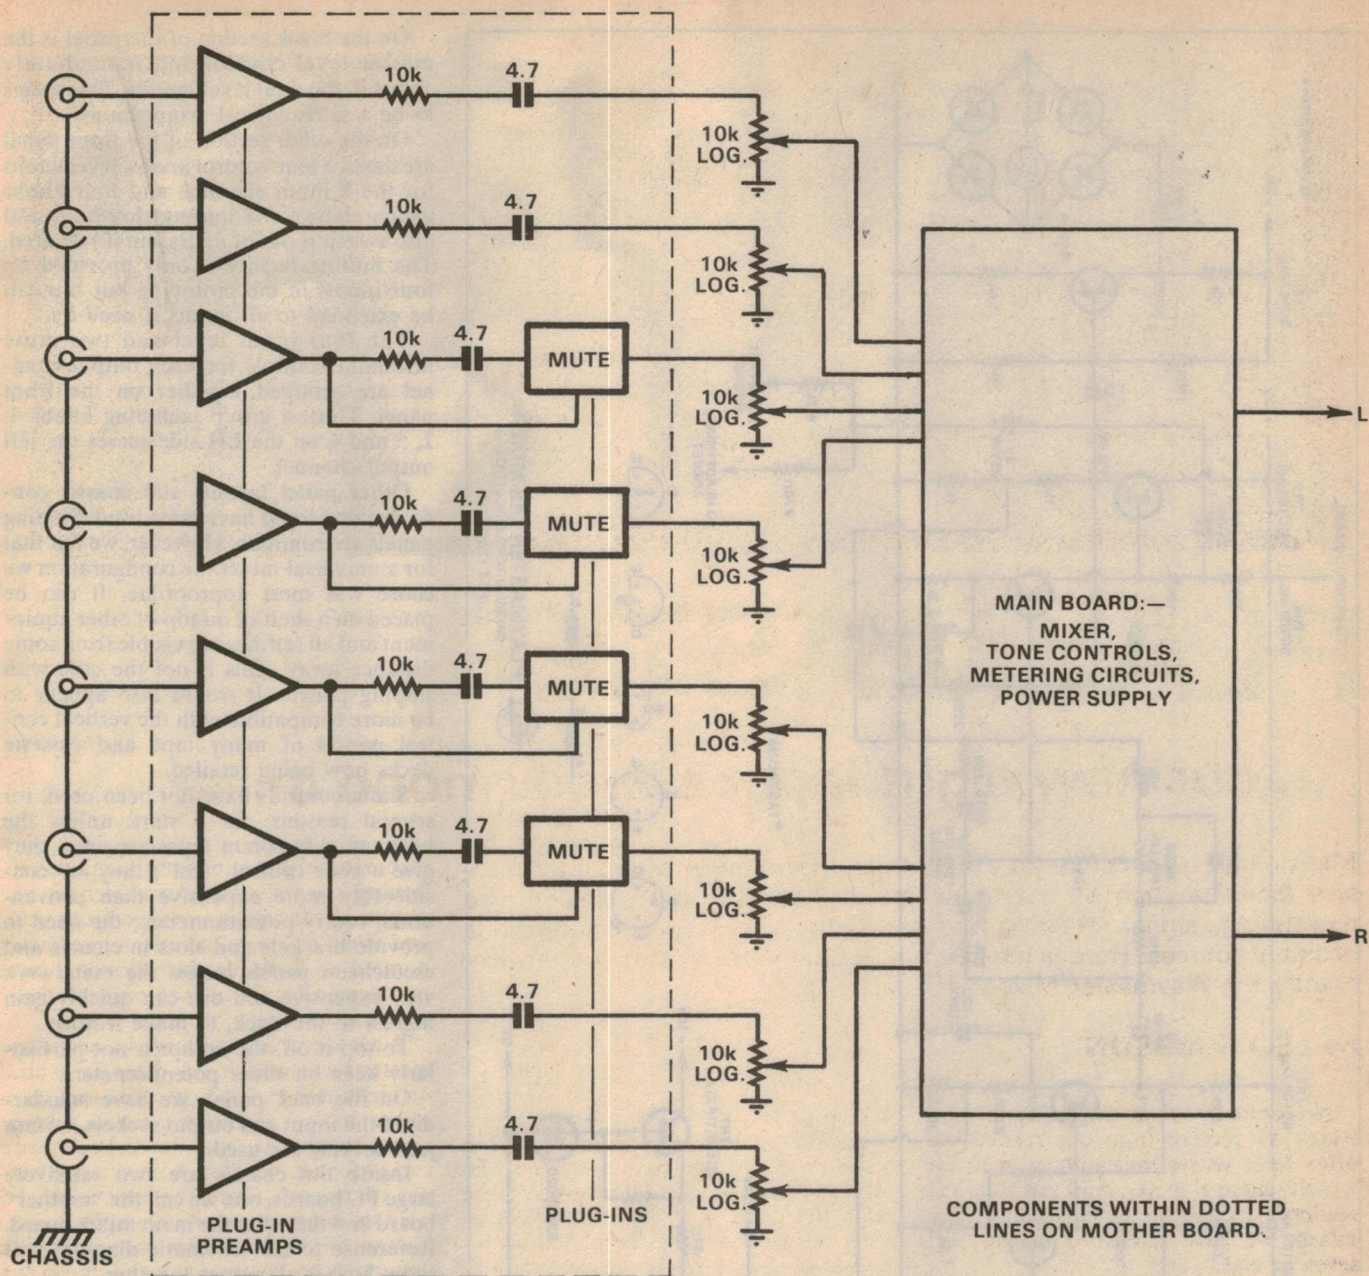 10k
4.7
10k
LOG.
10k
4.7
10k
LOG.
10k
4.7
MUTE
10k
LOG.
L
10k
4.7
MUTE
10k
LOG.
MAIN BOARD:—
MIXER,
TONE CONTROLS,
METERING CIRCUITS,
POWER SUPPLY
10k
4.7
MUTE
10k
LOG.
10k
4.7
MUTE
10k
LOG.
R
10k
4.7
10k
LOG.
10k
4.7
10k
LOG.
PLUG-IN
PREAMPS
PLUG-INS
COMPONENTS WITHIN DOTTED
LINES ON MOTHER BOARD.
CHASSIS